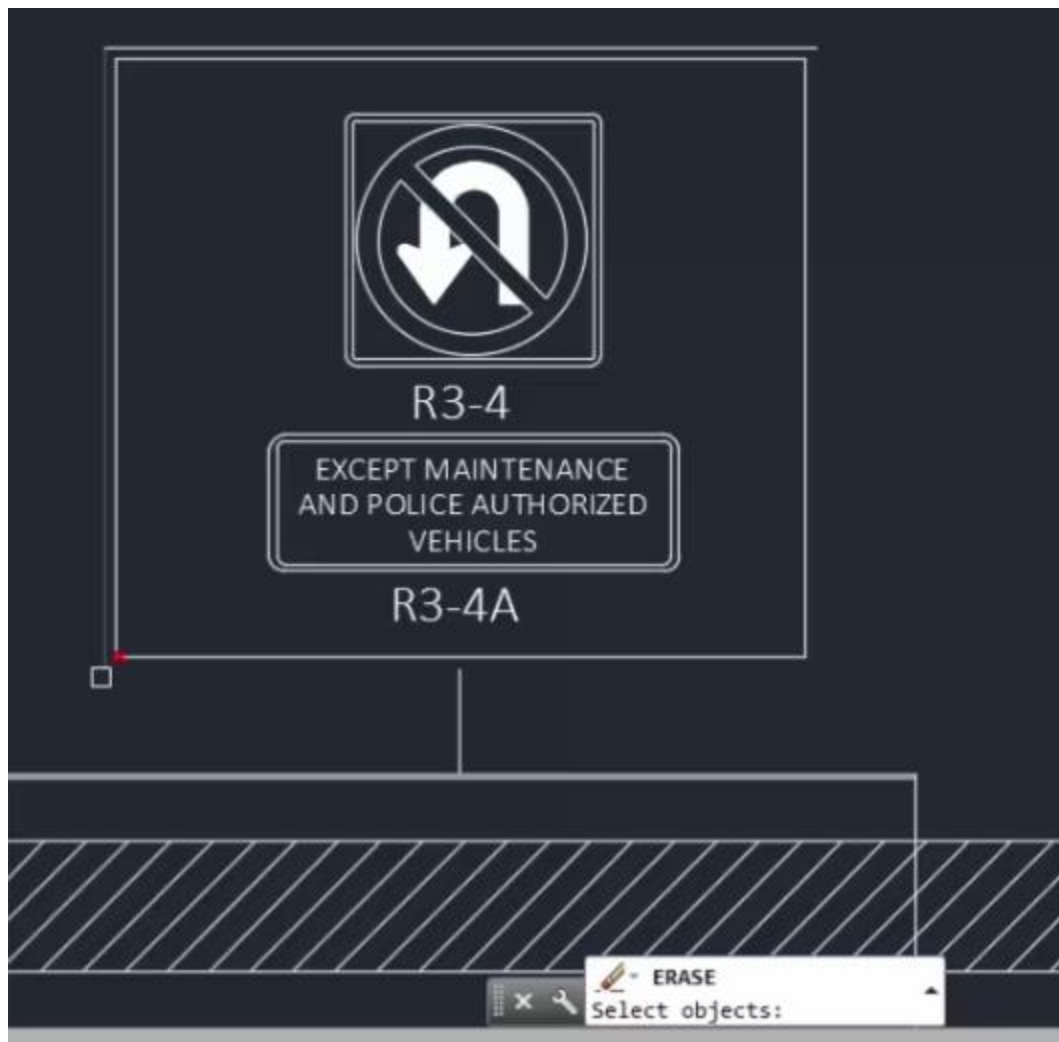 R3-4
EXCEPT MAINTENANCE
AND POLICE AUTHORIZED
VEHICLES
R3-4A
ERASE
Select objects: